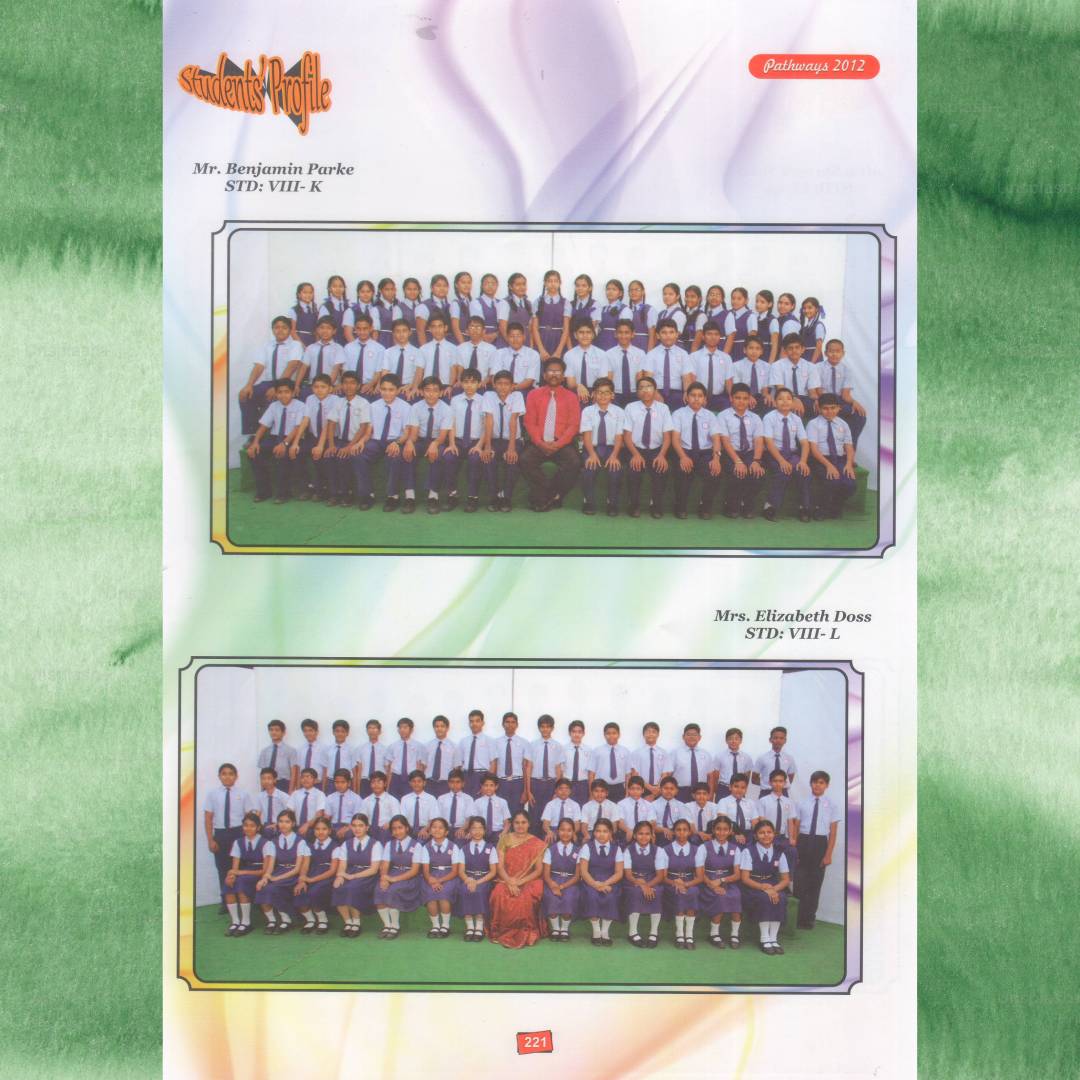 Students' Profile
Pathways 2012
Mr. Benjamin Parke
STD: VIII- K
Mrs. Elizabeth Doss
STD: VIII- L
221